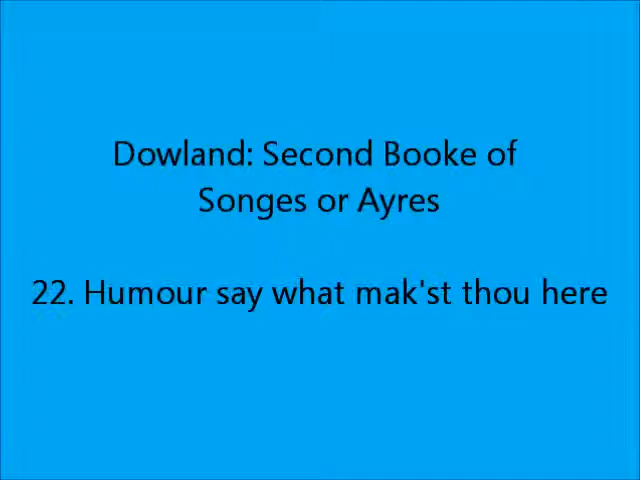 Dowland: Second Booke of
Songes or Ayres
22. Humour say what mak'st thou here